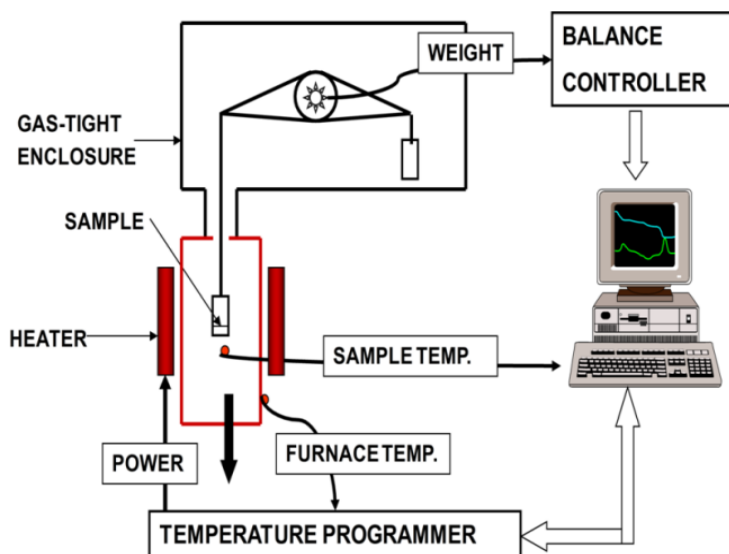 WEIGHT
BALANCE
CONTROLLER
GAS-TIGHT
ENCLOSURE
SAMPLE
HEATER
SAMPLE TEMP.
POWER
FURNACE TEMP.
TEMPERATURE PROGRAMMER